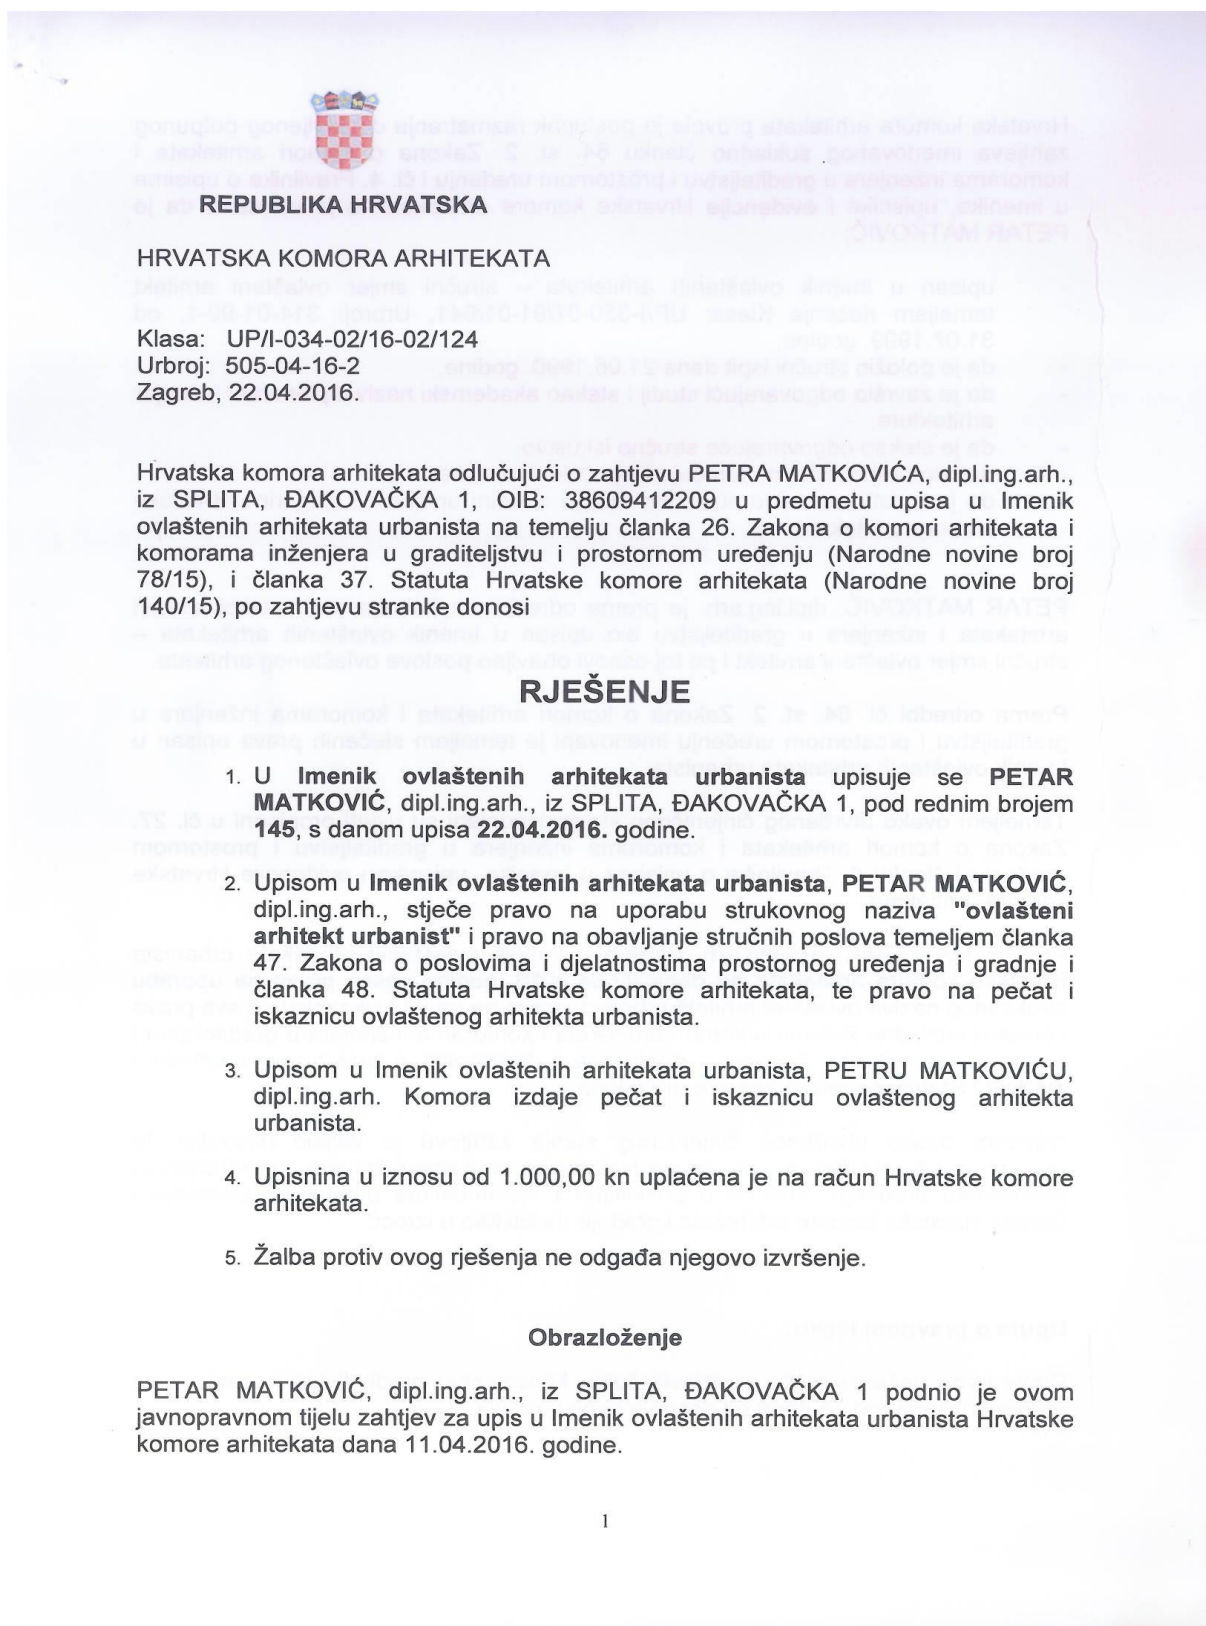 REPUBLIKA HRVATSKA
HRVATSKA KOMORA ARHITEKATA
Klasa: UP/I-034-02/16-02/124
Urbroj: 505-04-16-2
Zagreb, 22.04.2016.
Hrvatska komora arhitekata odlučujući o zahtjevu PETRA MATKOVIĆA, dipl.ing.arh.,
iz SPLITA, ĐAKOVAČKA 1, OIB: 38609412209 u predmetu upisa u Imenik
ovlaštenih arhitekata urbanista na temelju članka 26. Zakona o komori arhitekata i
komorama inženjera u graditeljstvu i prostornom uređenju (Narodne novine broj
78/15), i članka 37. Statuta Hrvatske komore arhitekata (Narodne novine broj
140/15), po zahtjevu stranke donosi
RJEŠENJE
1. U Imenik ovlaštenih arhitekata urbanista upisuje se PETAR
MATKOVIĆ, dipl.ing.arh., iz SPLITA, ĐAKOVAČKA 1, pod rednim brojem
145, s danom upisa 22.04.2016. godine.
2. Upisom u Imenik ovlaštenih arhitekata urbanista, PETAR MATKOVIĆ,
dipl.ing.arh., stječe pravo na uporabu strukovnog naziva "ovlašteni
arhitekt urbanist" i pravo na obavljanje stručnih poslova temeljem članka
47. Zakona o poslovima i djelatnostima prostornog uređenja i gradnje i
članka 48. Statuta Hrvatske komore arhitekata, te pravo na pečat i
iskaznicu ovlaštenog arhitekta urbanista.
3. Upisom u Imenik ovlaštenih arhitekata urbanista, PETRU MATKOVIĆU,
dipl.ing.arh. Komora izdaje pečat i iskaznicu ovlaštenog arhitekta
urbanista.
4. Upisnina u iznosu od 1.000,00 kn uplaćena je na račun Hrvatske komore
arhitekata.
5. Žalba protiv ovog rješenja ne odgađa njegovo izvršenje.
Obrazloženje
PETAR MATKOVIĆ, dipl.ing.arh., iz SPLITA, ĐAKOVAČKA 1 podnio je ovom
javnopravnom tijelu zahtjev za upis u Imenik ovlaštenih arhitekata urbanista Hrvatske
komore arhitekata dana 11.04.2016. godine.
1